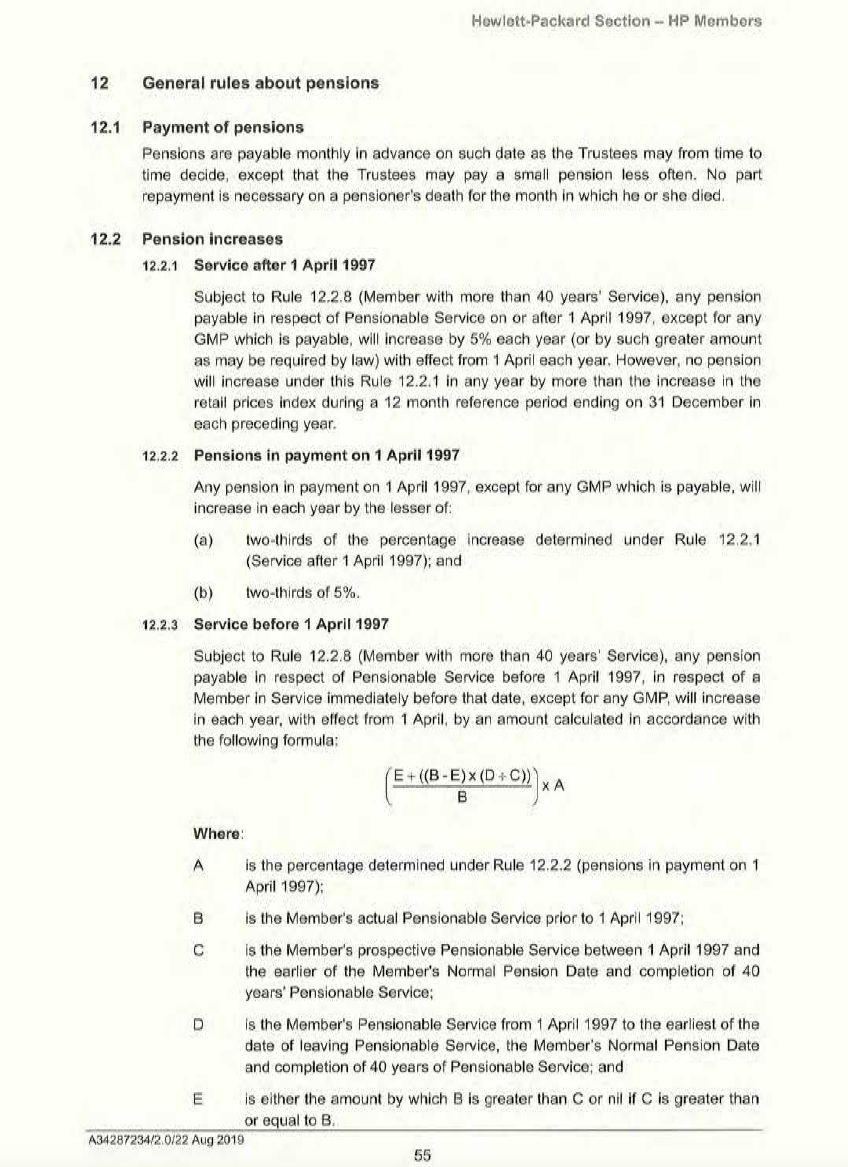 Hewlett-Packard Section – HP Members
12 General rules about pensions
12.1 Payment of pensions
Pensions are payable monthly in advance on such date as the Trustees may from time to
time decide, except that the Trustees may pay a small pension less often. No part
repayment is necessary on a pensioner's death for the month in which he or she died.
12.2 Pension increases
12.2.1 Service after 1 April 1997
Subject to Rule 12.2.8 (Member with more than 40 years' Service), any pension
payable in respect of Pensionable Service on or after 1 April 1997, except for any
GMP which is payable, will increase by 5% each year (or by such greater amount
as may be required by law) with effect from 1 April each year. However, no pension
will increase under this Rule 12.2.1 in any year by more than the increase in the
retail prices index during a 12 month reference period ending on 31 December in
each preceding year.
12.2.2 Pensions in payment on 1 April 1997
Any pension in payment on 1 April 1997, except for any GMP which is payable, will
increase in each year by the lesser of:
(a) two-thirds of the percentage increase determined under Rule 12.2.1
(Service after 1 April 1997); and
(b) two-thirds of 5%.
12.2.3 Service before 1 April 1997
Subject to Rule 12.2.8 (Member with more than 40 years' Service), any pension
payable in respect of Pensionable Service before 1 April 1997, in respect of a
Member in Service immediately before that date, except for any GMP, will increase
in each year, with effect from 1 April, by an amount calculated in accordance with
the following formula:
(E + ((B - E) x (D ÷ C))
B) x A
Where:
A is the percentage determined under Rule 12.2.2 (pensions in payment on 1
April 1997);
B is the Member's actual Pensionable Service prior to 1 April 1997;
C is the Member's prospective Pensionable Service between 1 April 1997 and
the earlier of the Member's Normal Pension Date and completion of 40
years' Pensionable Service;
D is the Member's Pensionable Service from 1 April 1997 to the earliest of the
date of leaving Pensionable Service, the Member's Normal Pension Date
and completion of 40 years of Pensionable Service; and
E is either the amount by which B is greater than C or nil if C is greater than
or equal to B.
A34287234/2.0/22 Aug 2019
55